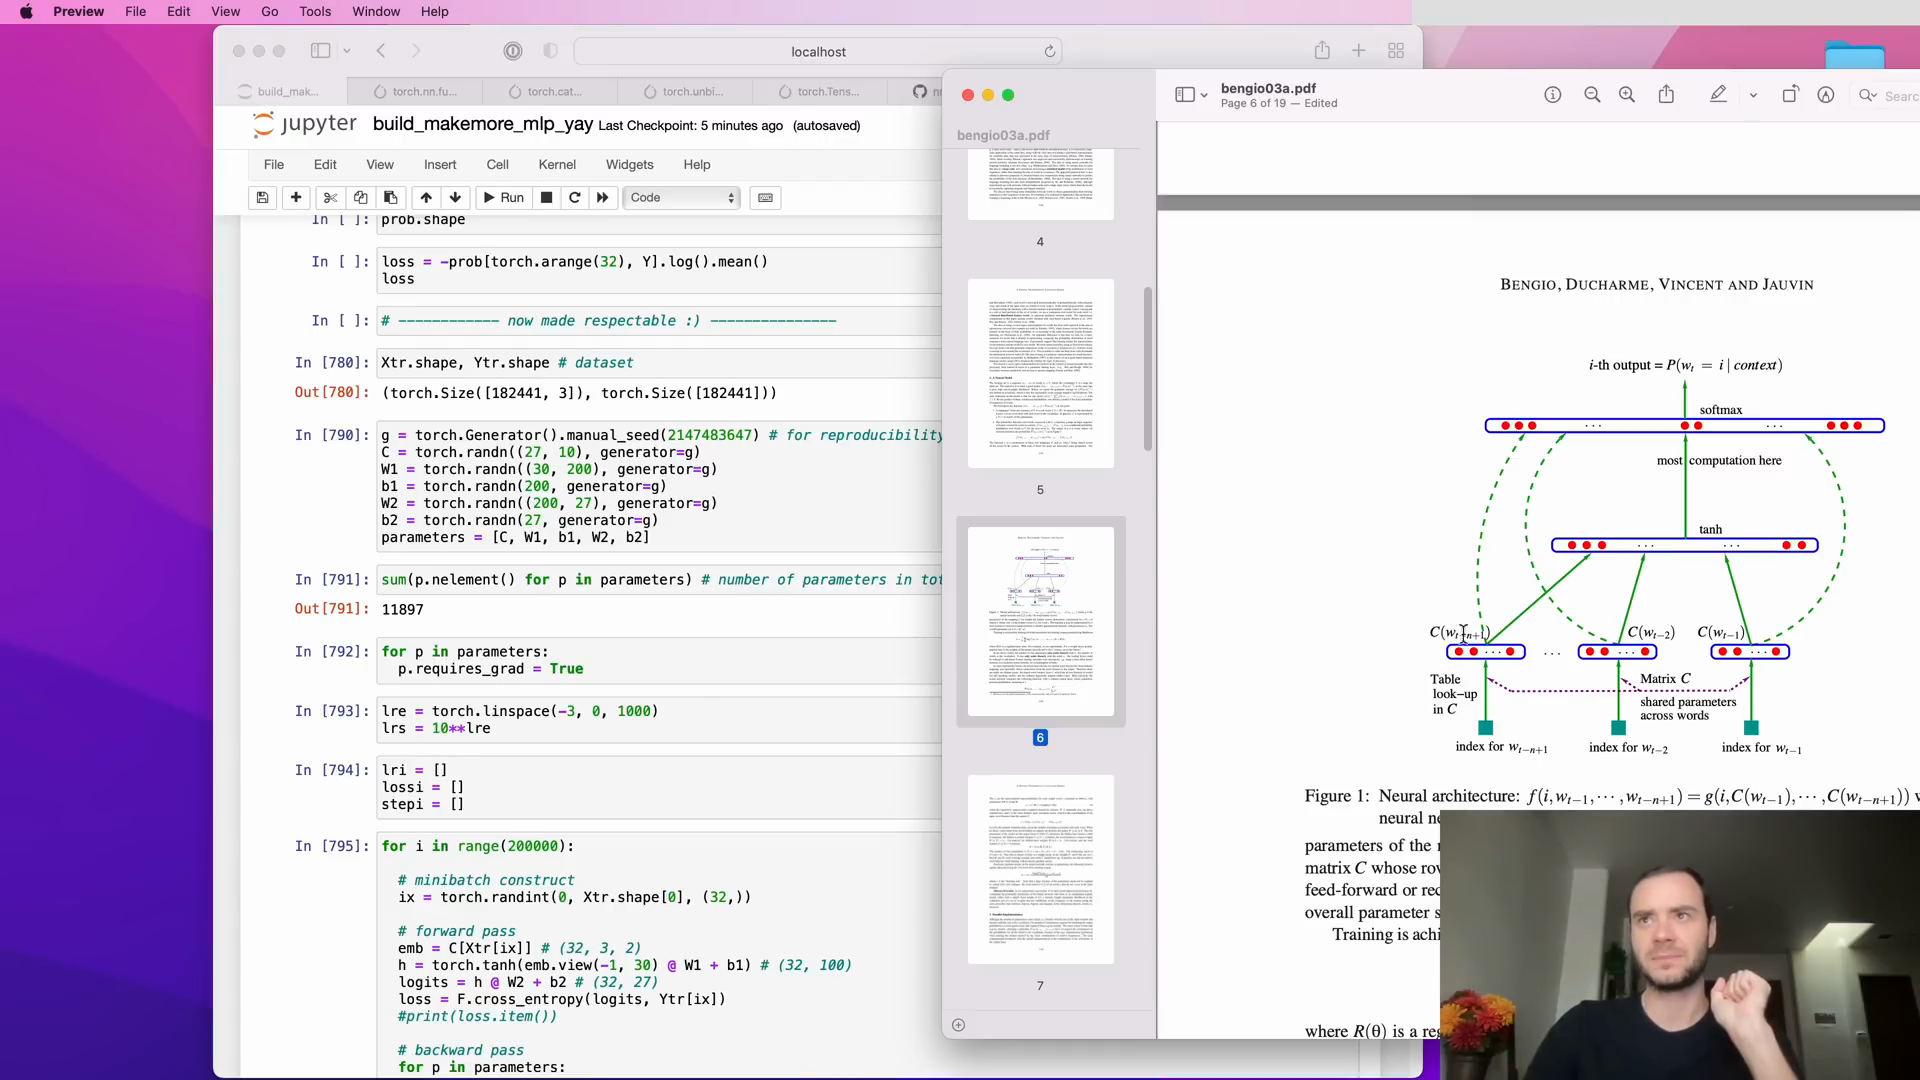 Preview File Edit View Go Tools Window Help
localhost
build_mak... torch.nn.fu... torch.cat... torch.unbi... torch.Tens...
jupyter build_makemore_mlp_yay Last Checkpoint: 5 minutes ago (autosaved)
File Edit View Insert Cell Kernel Widgets Help
Run Code
In [ ]: prob.shape
In [ ]: loss = -prob[torch.arange(32), Y].log().mean()
loss
In [ ]: # ------------ now made respectable :) ---------------
In [780]: Xtr.shape, Ytr.shape # dataset
Out[780]: (torch.Size([182441, 3]), torch.Size([182441]))
In [790]: g = torch.Generator().manual_seed(2147483647) # for reproducibility
C = torch.randn((27, 10), generator=g)
W1 = torch.randn((30, 200), generator=g)
b1 = torch.randn(200, generator=g)
W2 = torch.randn((200, 27), generator=g)
b2 = torch.randn(27, generator=g)
parameters = [C, W1, b1, W2, b2]
In [791]: sum(p.nelement() for p in parameters) # number of parameters in tot
Out[791]: 11897
In [792]: for p in parameters:
p.requires_grad = True
In [793]: lre = torch.linspace(-3, 0, 1000)
lrs = 10**lre
In [794]: lri = []
lossi = []
stepi = []
In [795]: for i in range(200000):
# minibatch construct
ix = torch.randint(0, Xtr.shape[0], (32,))
# forward pass
emb = C[Xtr[ix]] # (32, 3, 2)
h = torch.tanh(emb.view(-1, 30) @ W1 + b1) # (32, 100)
logits = h @ W2 + b2 # (32, 27)
loss = F.cross_entropy(logits, Ytr[ix])
#print(loss.item())
# backward pass
for p in parameters:
bengio03a.pdf
Page 6 of 19 — Edited
Search
bengio03a.pdf
4
5
6
7
BENGIO, DUCHARME, VINCENT AND JAUVIN
i-th output = P(w_t = i | context)
softmax
. . . . . .
most computation here
tanh
. . . . . .
C(w_{t−n+1}) C(w_{t−2}) C(w_{t−1})
. . . . . . . . . . . .
Table
look−up
in C
Matrix C
shared parameters
across words
index for w_{t−n+1} index for w_{t−2} index for w_{t−1}
Figure 1: Neural architecture: f(i, w_{t−1}, ··· , w_{t−n+1}) = g(i, C(w_{t−1}), ··· , C(w_{t−n+1})) w
neural ne
parameters of the
matrix C whose row
feed-forward or rec
overall parameter s
Training is achi
where R(θ) is a reg